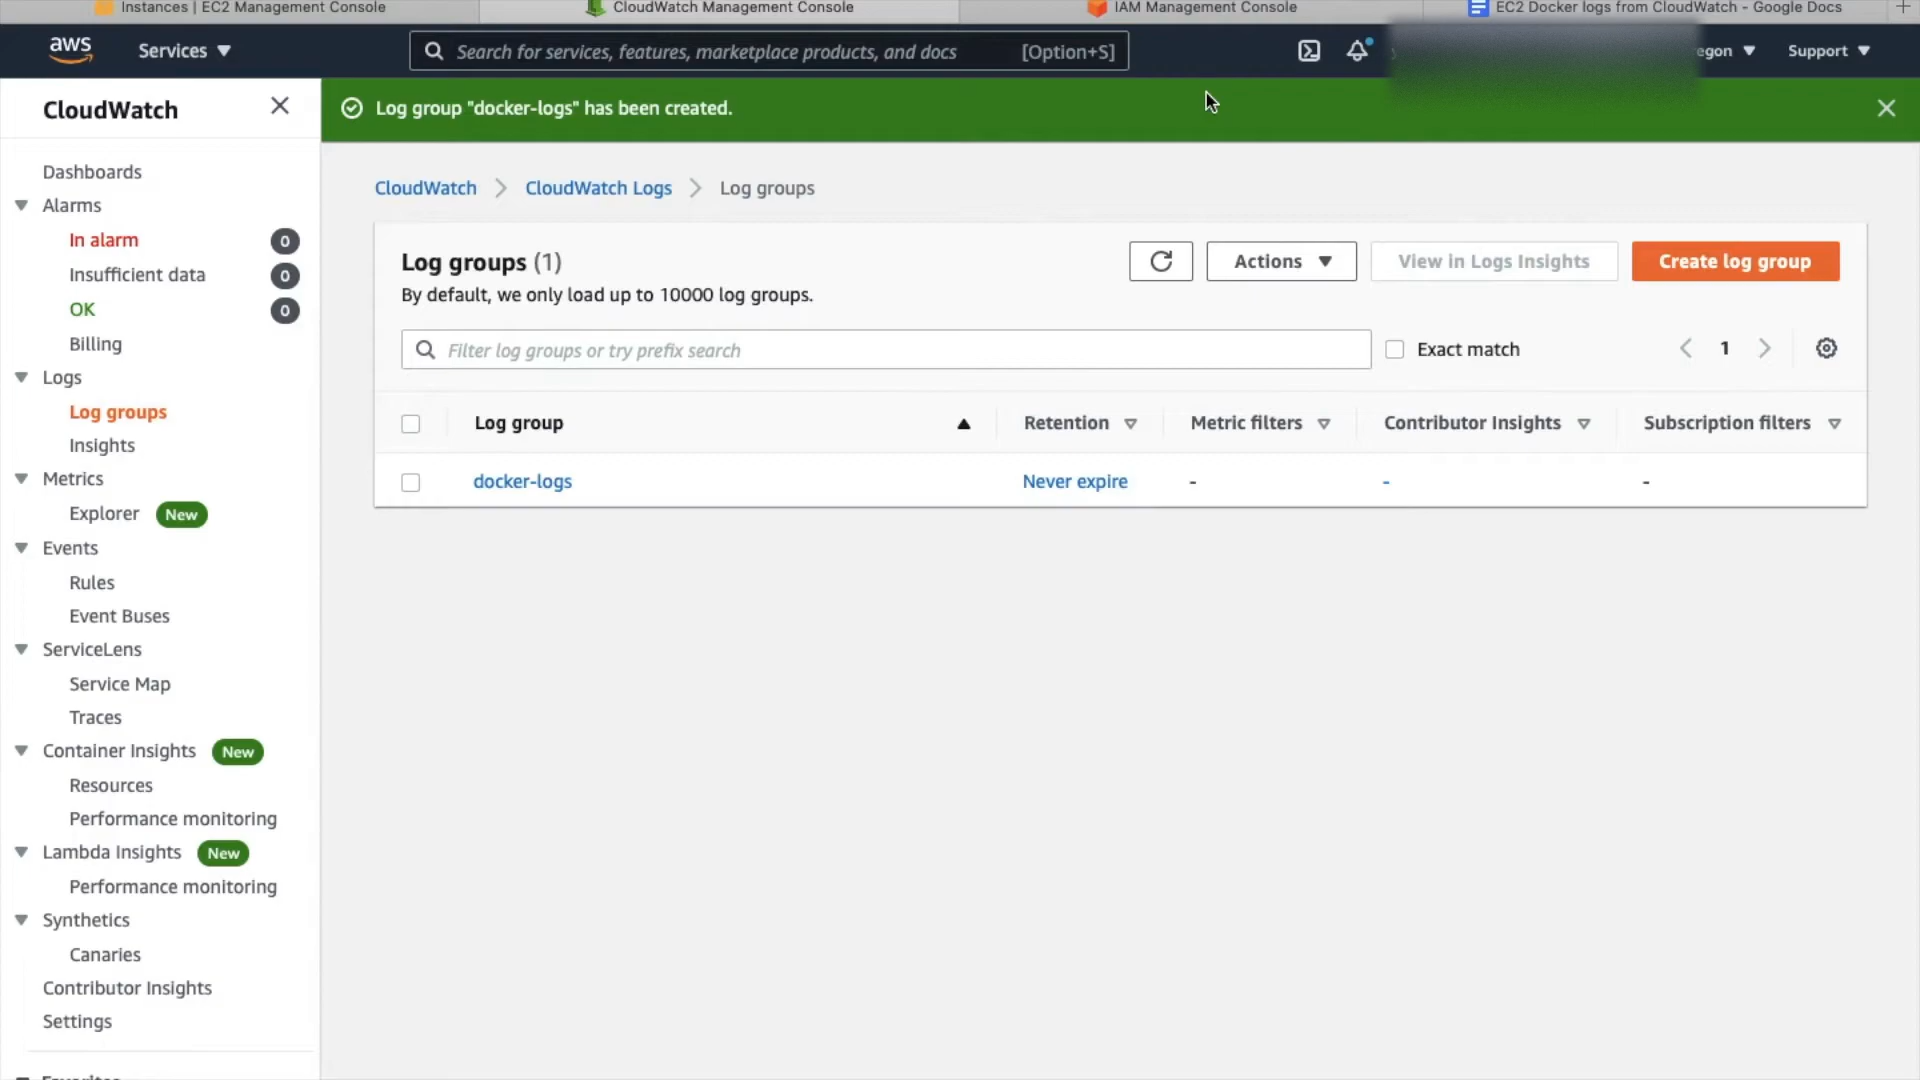 Instances | EC2 Management Console
CloudWatch Management Console
IAM Management Console
EC2 Docker logs from CloudWatch - Google Docs
aws
Services
Search for services, features, marketplace products, and docs [Option+S]
Support
CloudWatch
Log group "docker-logs" has been created.
Dashboards
Alarms
In alarm 0
Insufficient data 0
OK 0
Billing
Logs
Log groups
Insights
Metrics
Explorer New
Events
Rules
Event Buses
ServiceLens
Service Map
Traces
Container Insights New
Resources
Performance monitoring
Lambda Insights New
Performance monitoring
Synthetics
Canaries
Contributor Insights
Settings
CloudWatch > CloudWatch Logs > Log groups
Log groups (1)
By default, we only load up to 10000 log groups.
Actions
View in Logs Insights
Create log group
Filter log groups or try prefix search
Exact match
1
Log group Retention Metric filters Contributor Insights Subscription filters
docker-logs Never expire - - -